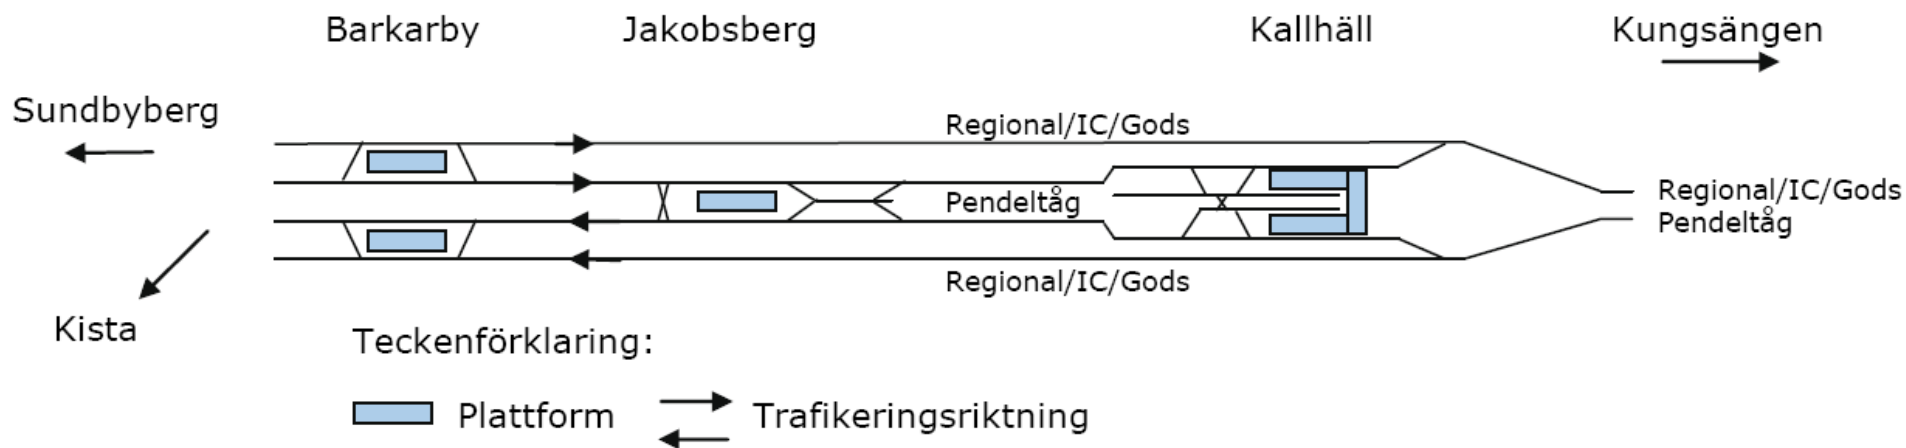 Barkarby
Jakobsberg
Kallhäll
Kungsängen
Sundbyberg
Regional/IC/Gods
Pendeltåg
Regional/IC/Gods
Pendeltåg
Regional/IC/Gods
Kista
Teckenförklaring:
Plattform
Trafikeringsriktning